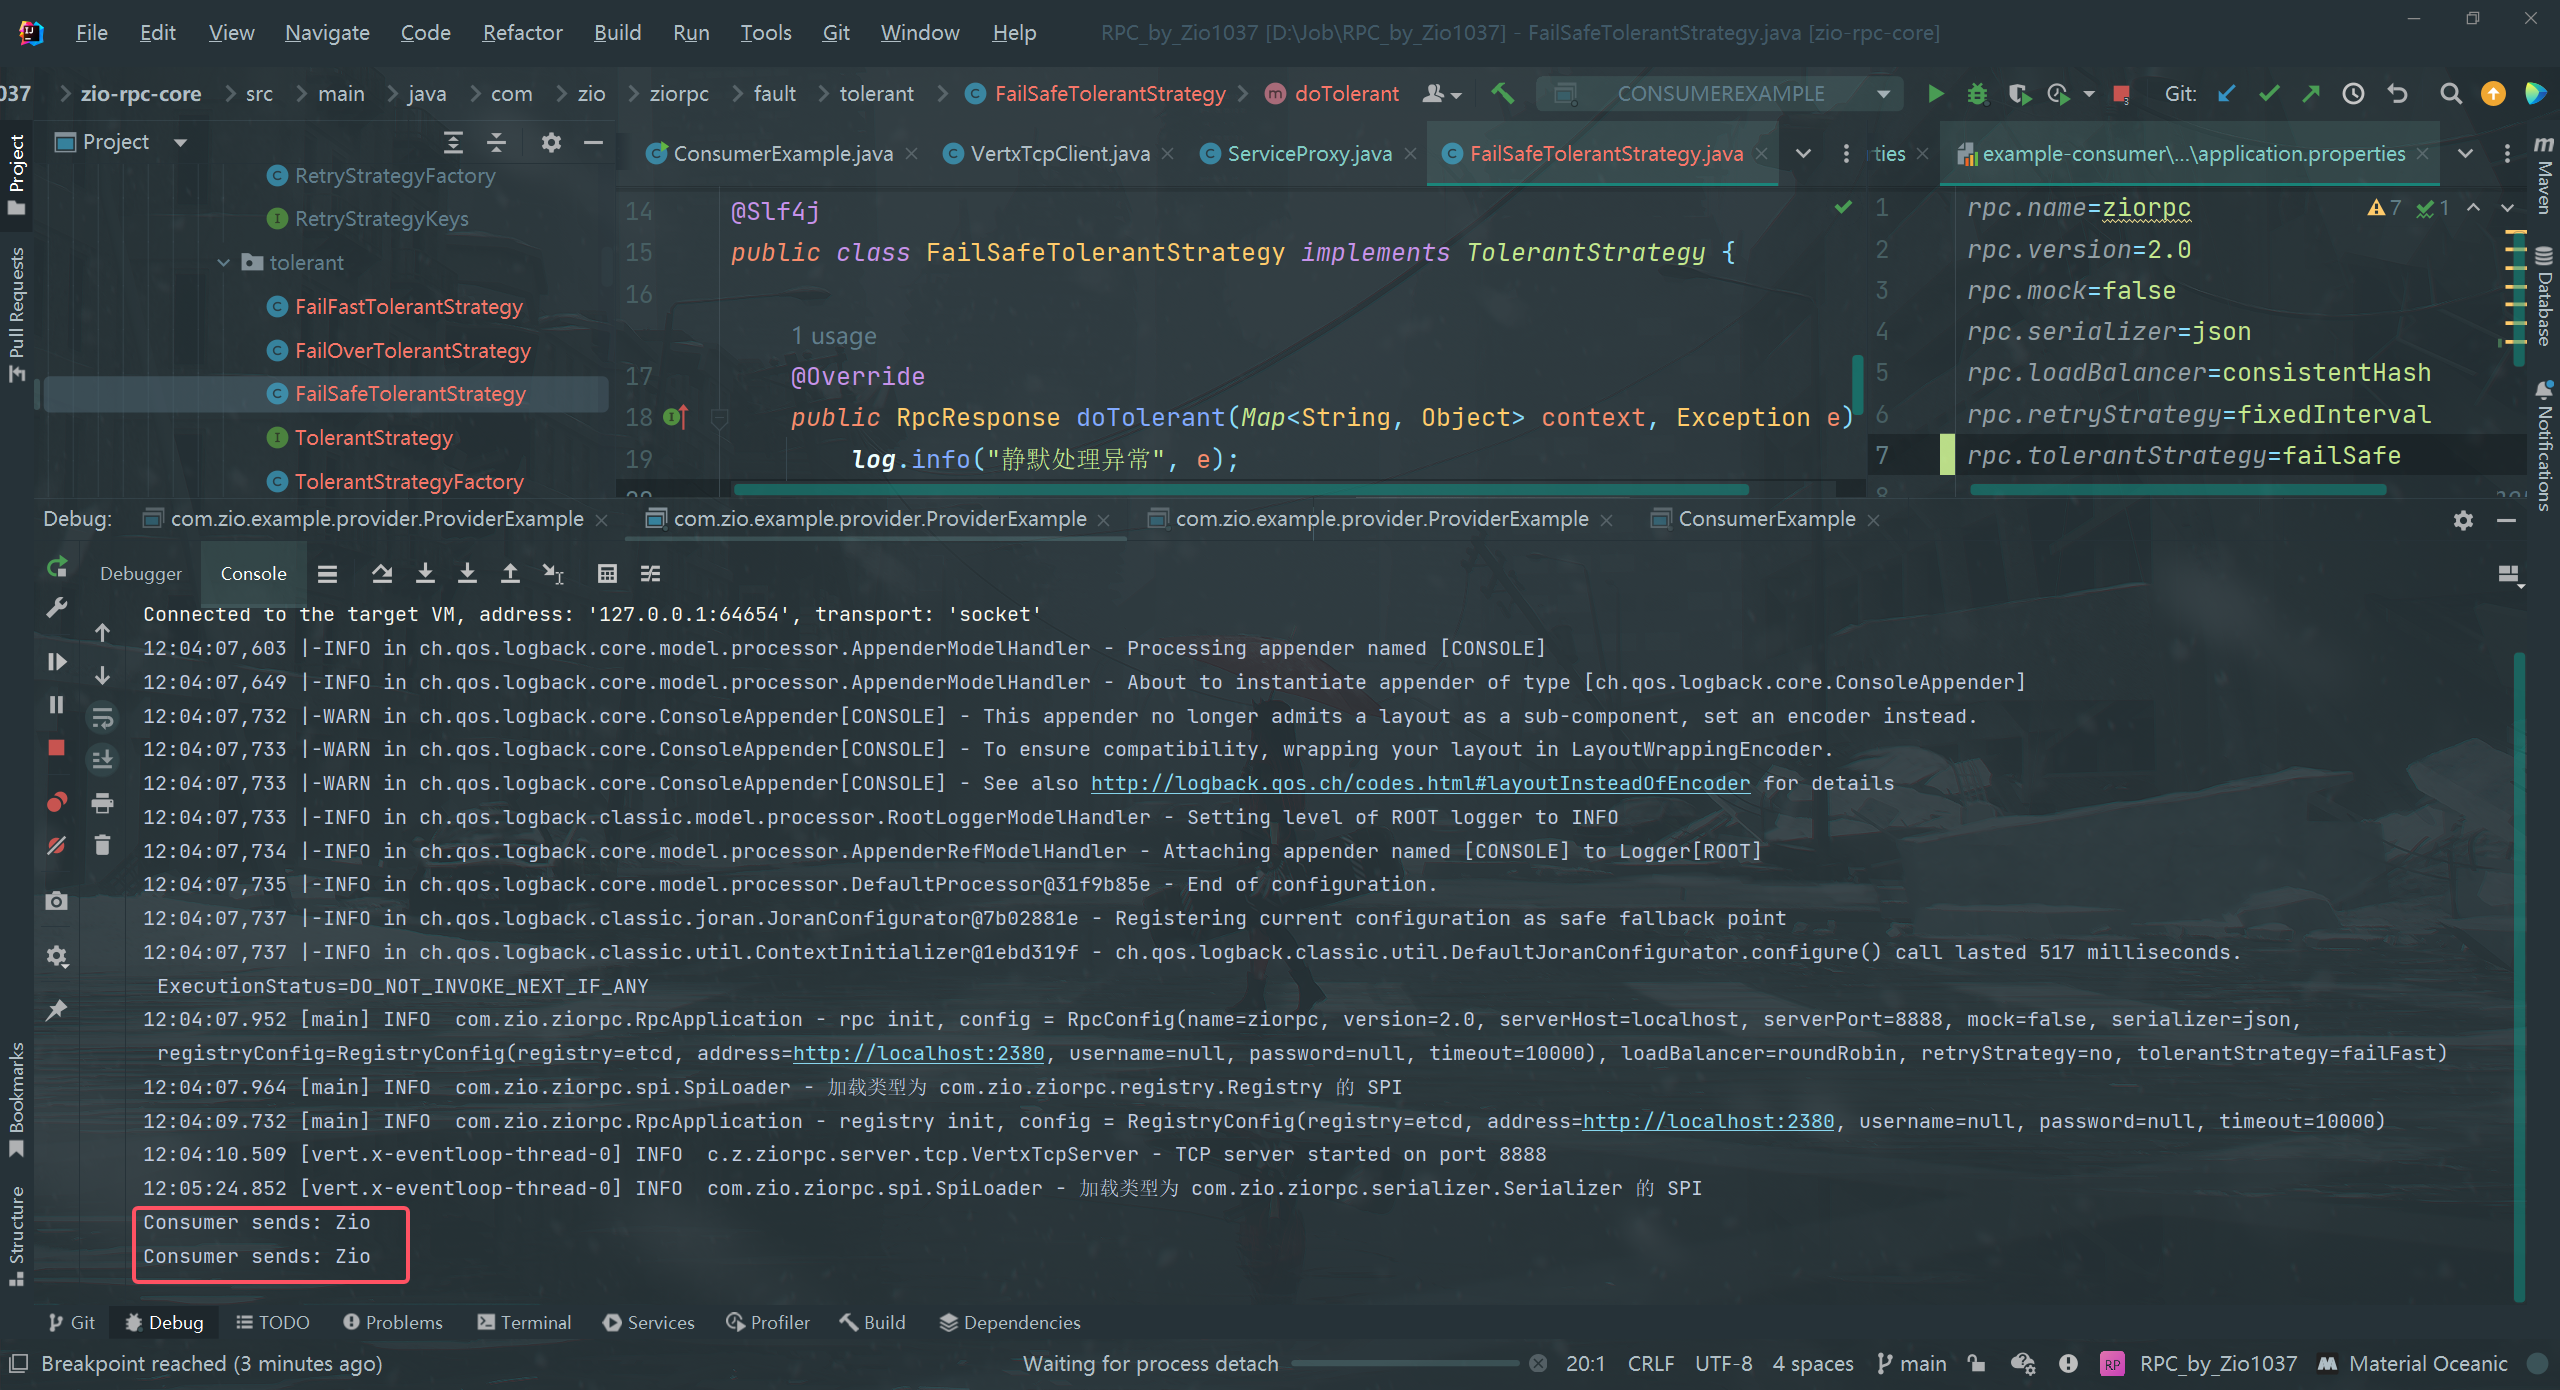 File Edit View Navigate Code Refactor Build Run Tools Git Window Help RPC_by_Zio1037 [D:\Job\RPC_by_Zio1037] - FailSafeTolerantStrategy.java [zio-rpc-core]
037 zio-rpc-core src main java com zio ziorpc fault tolerant FailSafeTolerantStrategy doTolerant CONSUMEREXAMPLE Git:
Project
Pull Requests
Bookmarks
Structure
Project
RetryStrategyFactory
RetryStrategyKeys
tolerant
FailFastTolerantStrategy
FailOverTolerantStrategy
FailSafeTolerantStrategy
TolerantStrategy
TolerantStrategyFactory
ConsumerExample.java VertxTcpClient.java ServiceProxy.java FailSafeTolerantStrategy.java
14 @Slf4j
15 public class FailSafeTolerantStrategy implements TolerantStrategy {
16
1 usage
17 @Override
18 public RpcResponse doTolerant(Map<String, Object> context, Exception e)
19 log.info("静默处理异常", e);
rties example-consumer\...\application.properties
7 1
1 rpc.name=ziorpc
2 rpc.version=2.0
3 rpc.mock=false
4 rpc.serializer=json
5 rpc.loadBalancer=consistentHash
6 rpc.retryStrategy=fixedInterval
7 rpc.tolerantStrategy=failSafe
8
Maven
Database
Notifications
Debug: com.zio.example.provider.ProviderExample com.zio.example.provider.ProviderExample com.zio.example.provider.ProviderExample ConsumerExample
Debugger Console
Connected to the target VM, address: '127.0.0.1:64654', transport: 'socket'
12:04:07,603 |-INFO in ch.qos.logback.core.model.processor.AppenderModelHandler - Processing appender named [CONSOLE]
12:04:07,649 |-INFO in ch.qos.logback.core.model.processor.AppenderModelHandler - About to instantiate appender of type [ch.qos.logback.core.ConsoleAppender]
12:04:07,732 |-WARN in ch.qos.logback.core.ConsoleAppender[CONSOLE] - This appender no longer admits a layout as a sub-component, set an encoder instead.
12:04:07,733 |-WARN in ch.qos.logback.core.ConsoleAppender[CONSOLE] - To ensure compatibility, wrapping your layout in LayoutWrappingEncoder.
12:04:07,733 |-WARN in ch.qos.logback.core.ConsoleAppender[CONSOLE] - See also http://logback.qos.ch/codes.html#layoutInsteadOfEncoder for details
12:04:07,733 |-INFO in ch.qos.logback.classic.model.processor.RootLoggerModelHandler - Setting level of ROOT logger to INFO
12:04:07,734 |-INFO in ch.qos.logback.core.model.processor.AppenderRefModelHandler - Attaching appender named [CONSOLE] to Logger[ROOT]
12:04:07,735 |-INFO in ch.qos.logback.core.model.processor.DefaultProcessor@31f9b85e - End of configuration.
12:04:07,737 |-INFO in ch.qos.logback.classic.joran.JoranConfigurator@7b02881e - Registering current configuration as safe fallback point
12:04:07,737 |-INFO in ch.qos.logback.classic.util.ContextInitializer@1ebd319f - ch.qos.logback.classic.util.DefaultJoranConfigurator.configure() call lasted 517 milliseconds.
ExecutionStatus=DO_NOT_INVOKE_NEXT_IF_ANY
12:04:07.952 [main] INFO  com.zio.ziorpc.RpcApplication - rpc init, config = RpcConfig(name=ziorpc, version=2.0, serverHost=localhost, serverPort=8888, mock=false, serializer=json,
registryConfig=RegistryConfig(registry=etcd, address=http://localhost:2380, username=null, password=null, timeout=10000), loadBalancer=roundRobin, retryStrategy=no, tolerantStrategy=failFast)
12:04:07.964 [main] INFO  com.zio.ziorpc.spi.SpiLoader - 加载类型为 com.zio.ziorpc.registry.Registry 的 SPI
12:04:09.732 [main] INFO  com.zio.ziorpc.RpcApplication - registry init, config = RegistryConfig(registry=etcd, address=http://localhost:2380, username=null, password=null, timeout=10000)
12:04:10.509 [vert.x-eventloop-thread-0] INFO  c.z.ziorpc.server.tcp.VertxTcpServer - TCP server started on port 8888
12:05:24.852 [vert.x-eventloop-thread-0] INFO  com.zio.ziorpc.spi.SpiLoader - 加载类型为 com.zio.ziorpc.serializer.Serializer 的 SPI
Consumer sends: Zio
Consumer sends: Zio
Git Debug TODO Problems Terminal Services Profiler Build Dependencies
Breakpoint reached (3 minutes ago) Waiting for process detach 20:1 CRLF UTF-8 4 spaces main RP RPC_by_Zio1037 Material Oceanic